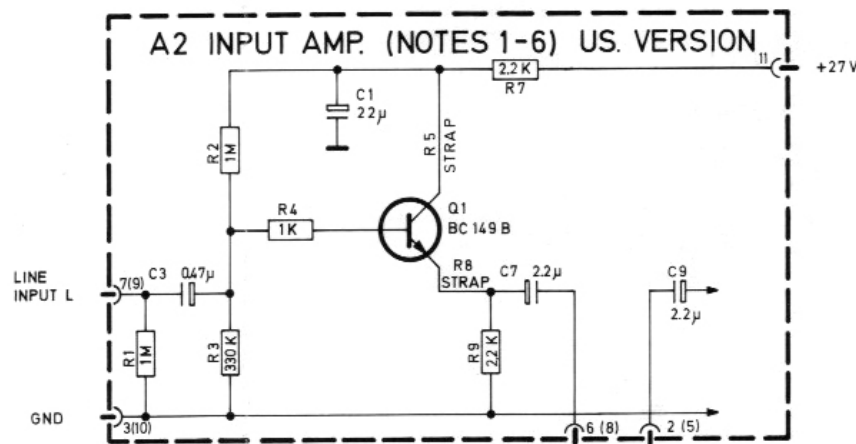 A2 INPUT AMP. (NOTES 1-6) US. VERSION
11
+27 V
2.2 K
R7
C1
22µ
R2
1M
R5
STRAP
R4
1K
Q1
BC 149 B
LINE
INPUT L
7(9)
C3
0.47µ
R8
STRAP
C7
2.2µ
C9
2.2µ
R1
1M
R3
330 K
R9
2.2 K
GND
3(10)
6 (8)
2 (5)